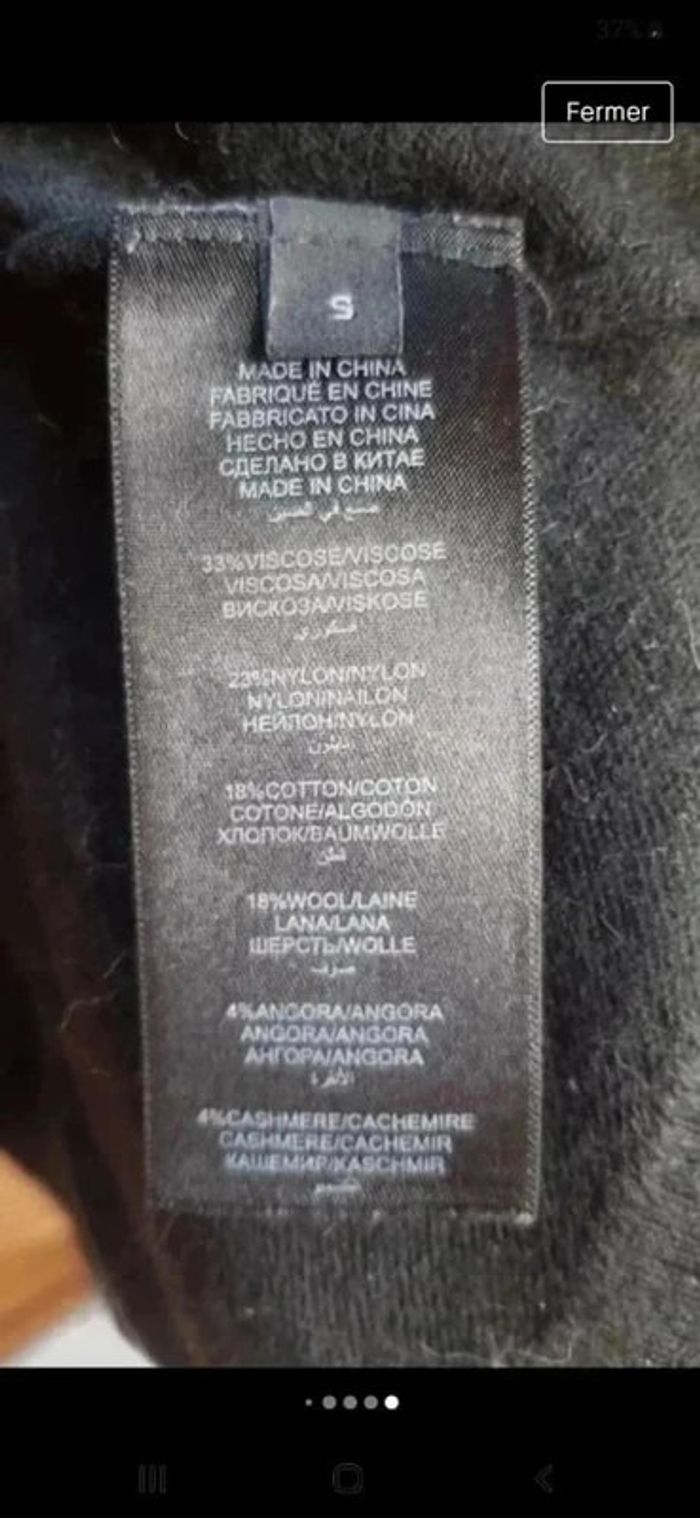 37%
Fermer
S
MADE IN CHINA
FABRIQUÉ EN CHINE
FABBRICATO IN CINA
HECHO EN CHINA
СДЕЛАНО В КИТАЕ
MADE IN CHINA
صنع في الصين
33%VISCOSE/VISCOSE
VISCOSA/VISCOSA
ВИСКОЗА/VISKOSE
23%NYLON/NYLON
NYLON/NAILON
НЕЙЛОН/NYLON
نايلون
18%COTTON/COTON
COTONE/ALGODÓN
ХЛОПОК/BAUMWOLLE
قطن
18%WOOL/LAINE
LANA/LANA
ШЕРСТЬ/WOLLE
صوف
4%ANGORA/ANGORA
ANGORA/ANGORA
АНГОРА/ANGORA
الأنغورة
4%CASHMERE/CACHEMIRE
CASHMERE/CACHEMIR
КАШЕМИР/KASCHMIR